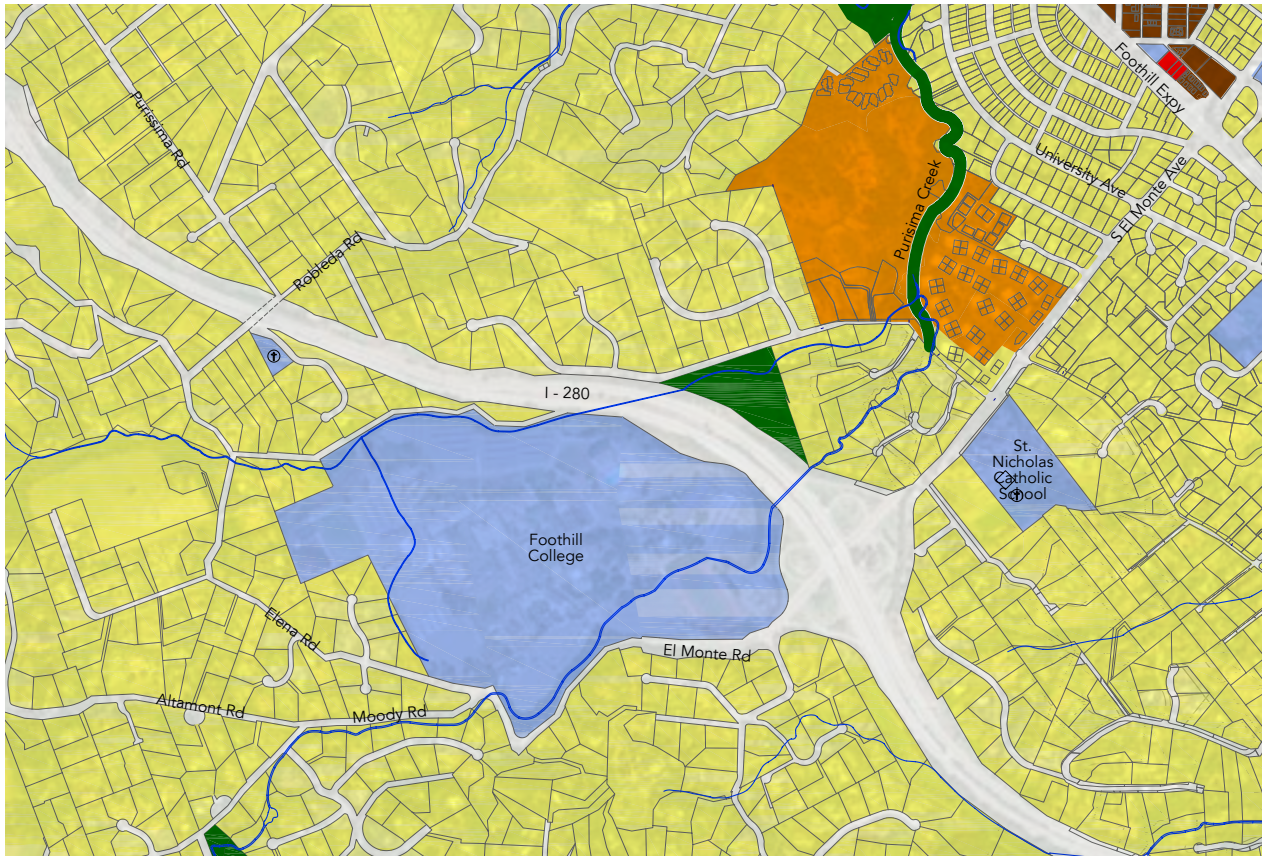 Foothill Expy
Purissima Rd
University Ave
S El Monte Ave
Purisima Creek
Robleda Rd
I - 280
St.
Nicholas
Catholic
School
Foothill
College
Elena Rd
El Monte Rd
Altamont Rd
Moody Rd